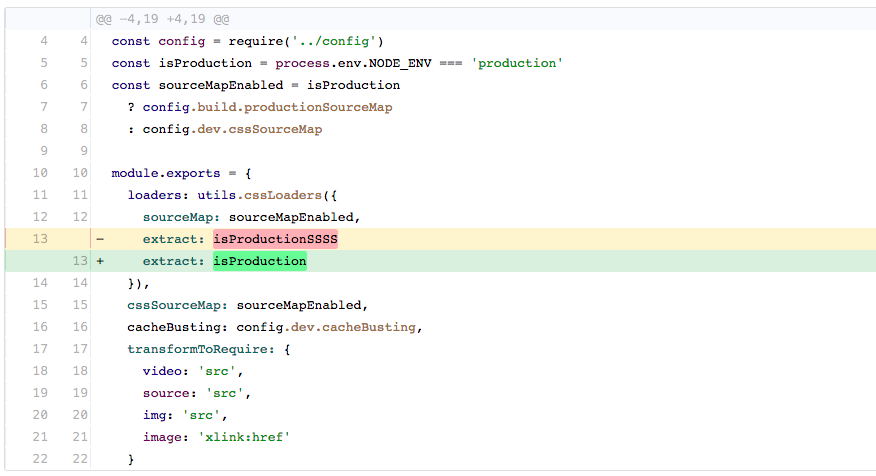 @@ -4,19 +4,19 @@
4 4 const config = require('../config')
5 5 const isProduction = process.env.NODE_ENV === 'production'
6 6 const sourceMapEnabled = isProduction
7 7 ? config.build.productionSourceMap
8 8 : config.dev.cssSourceMap
9 9
10 10 module.exports = {
11 11 loaders: utils.cssLoaders({
12 12 sourceMap: sourceMapEnabled,
13 - extract: isProductionSSSS
13 + extract: isProduction
14 14 }),
15 15 cssSourceMap: sourceMapEnabled,
16 16 cacheBusting: config.dev.cacheBusting,
17 17 transformToRequire: {
18 18 video: 'src',
19 19 source: 'src',
20 20 img: 'src',
21 21 image: 'xlink:href'
22 22 }